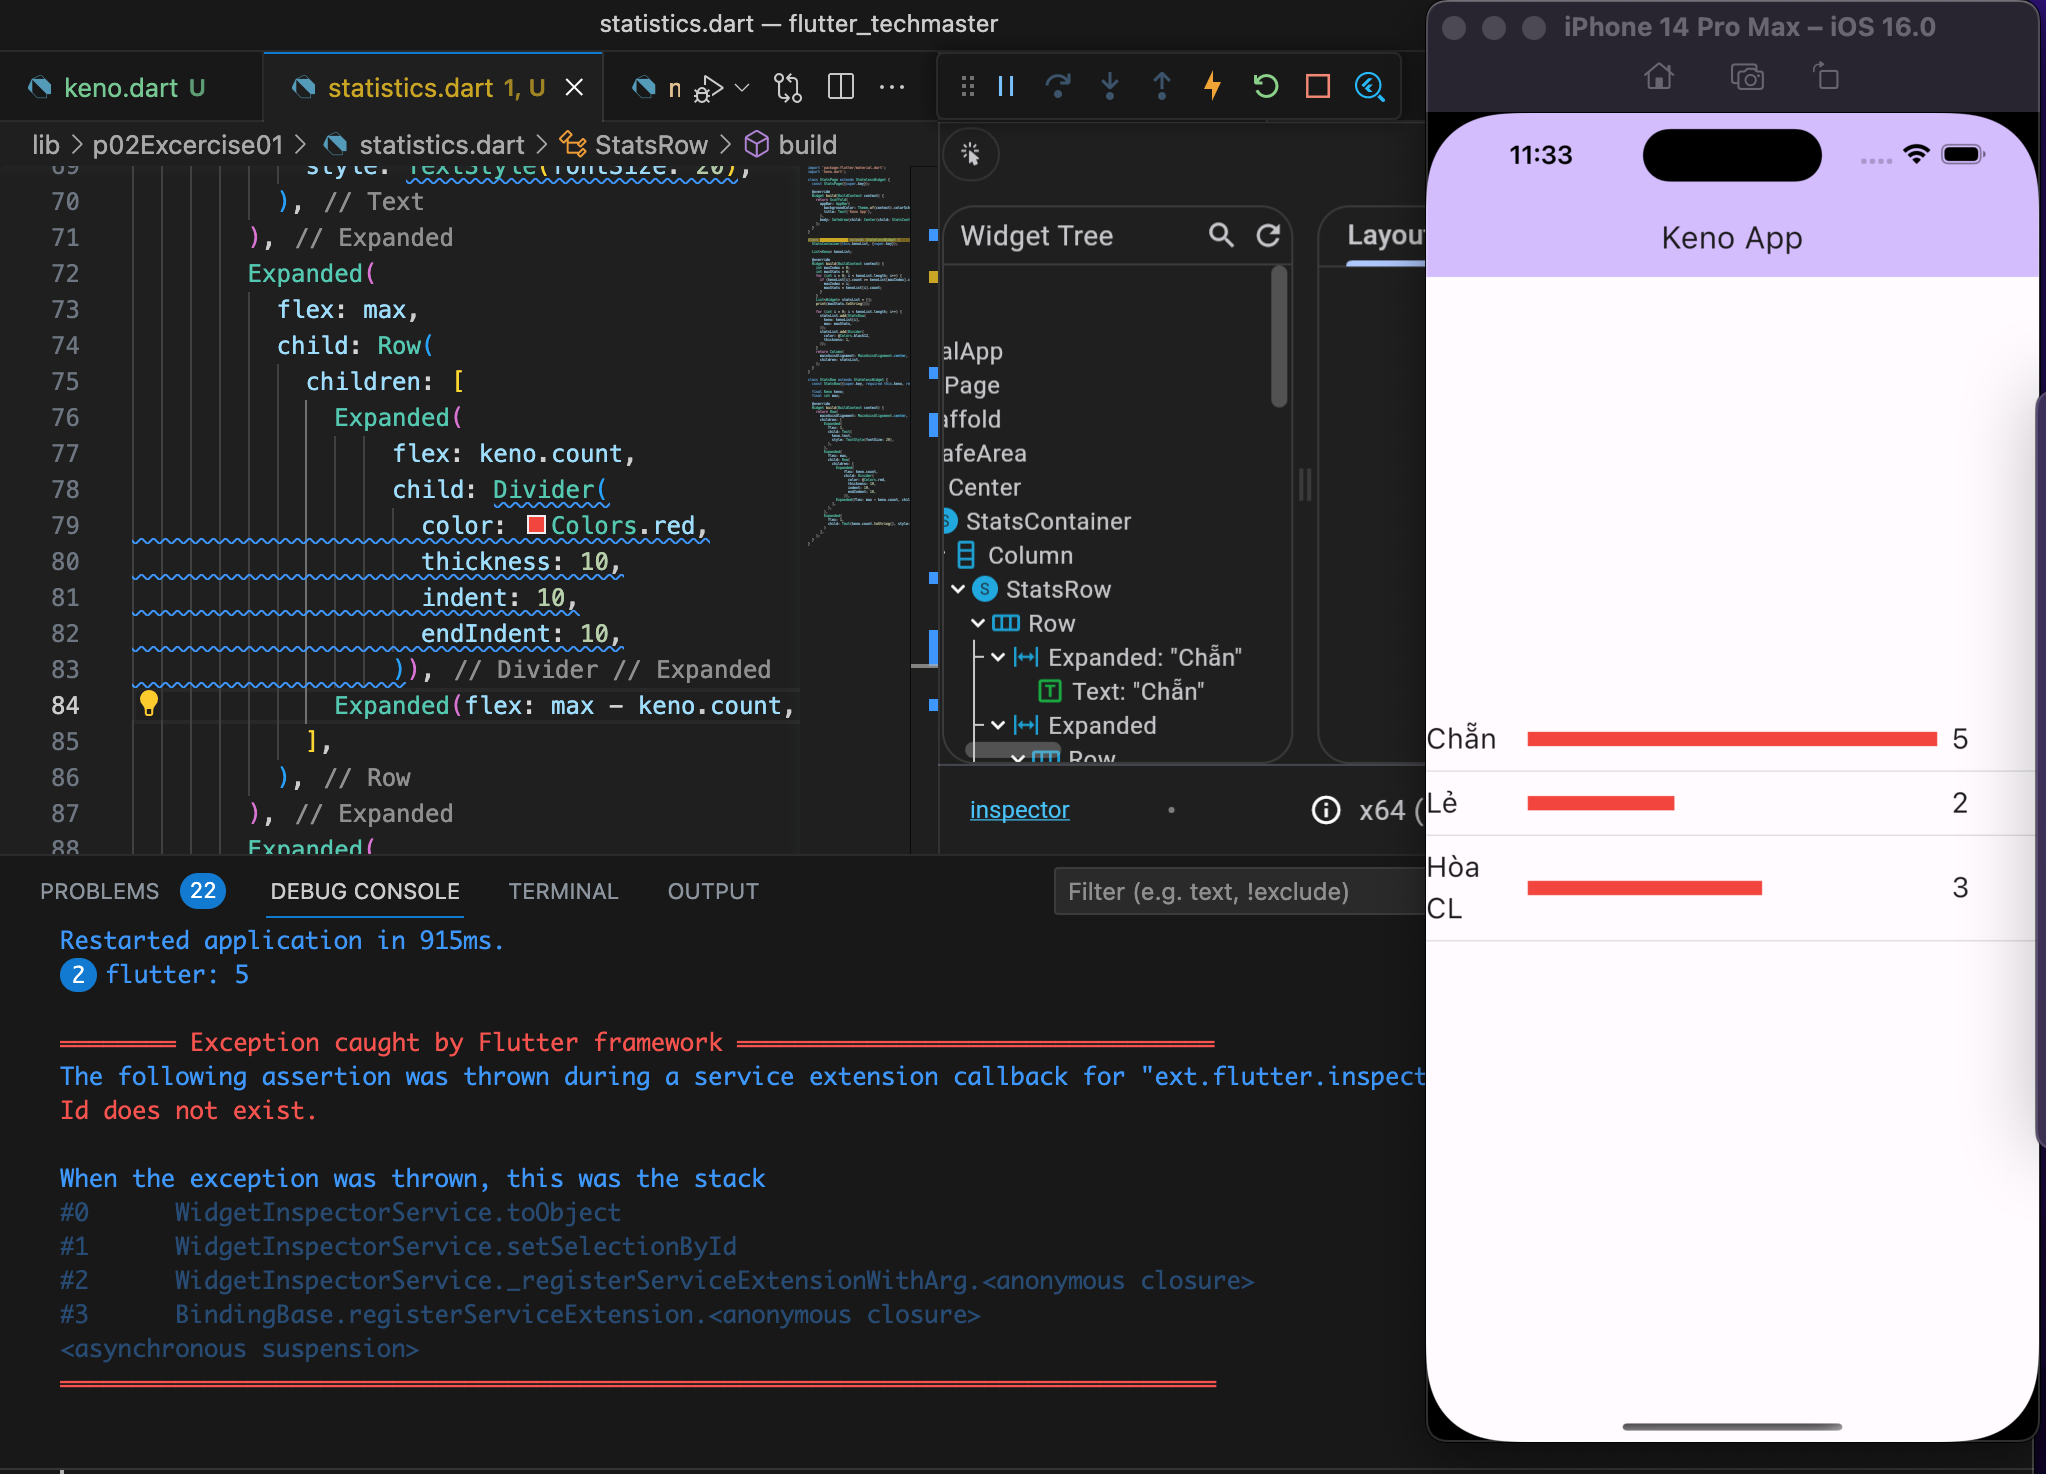 statistics.dart — flutter_techmaster
keno.dart U
statistics.dart 1, U
lib > p02Excercise01 > statistics.dart > StatsRow > build
69 style: TextStyle(fontSize: 20),
70 ), // Text
71 ), // Expanded
72 Expanded(
73 flex: max,
74 child: Row(
75 children: [
76 Expanded(
77 flex: keno.count,
78 child: Divider(
79 color: Colors.red,
80 thickness: 10,
81 indent: 10,
82 endIndent: 10,
83 )), // Divider // Expanded
84 Expanded(flex: max - keno.count,
85 ],
86 ), // Row
87 ), // Expanded
88 Expanded(
Widget Tree
alApp
Page
affold
afeArea
Center
StatsContainer
Column
S StatsRow
Row
Expanded: "Chẵn"
T Text: "Chẵn"
Expanded
Row
Layou
inspector
•
x64 (
PROBLEMS 22 DEBUG CONSOLE TERMINAL OUTPUT
Filter (e.g. text, !exclude)
Restarted application in 915ms.
2 flutter: 5
════════ Exception caught by Flutter framework ═════════════════════════════════
The following assertion was thrown during a service extension callback for "ext.flutter.inspect
Id does not exist.
When the exception was thrown, this was the stack
#0 WidgetInspectorService.toObject
#1 WidgetInspectorService.setSelectionById
#2 WidgetInspectorService._registerServiceExtensionWithArg.<anonymous closure>
#3 BindingBase.registerServiceExtension.<anonymous closure>
<asynchronous suspension>
════════════════════════════════════════════════════════════════════════════════
iPhone 14 Pro Max – iOS 16.0
11:33
Keno App
Chẵn 5
Lẻ 2
Hòa
CL 3